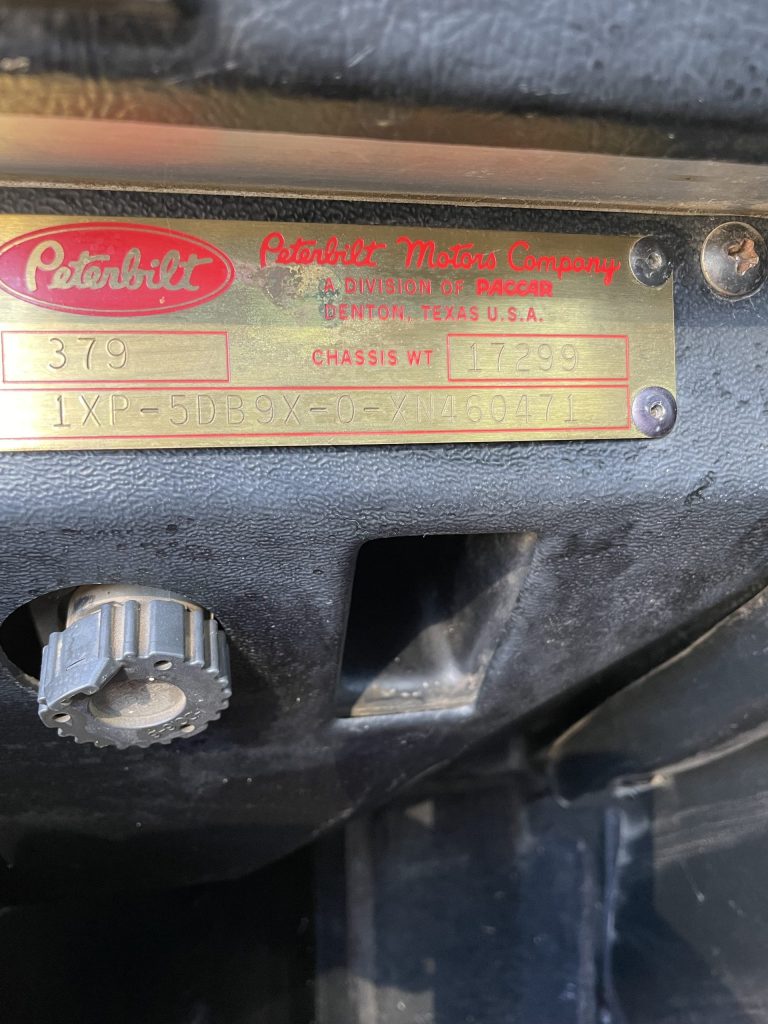 Peterbilt
Peterbilt Motors Company
A DIVISION OF PACCAR
DENTON, TEXAS U.S.A.
379 CHASSIS WT 17299
1XP-5DB9X-0-XN460471